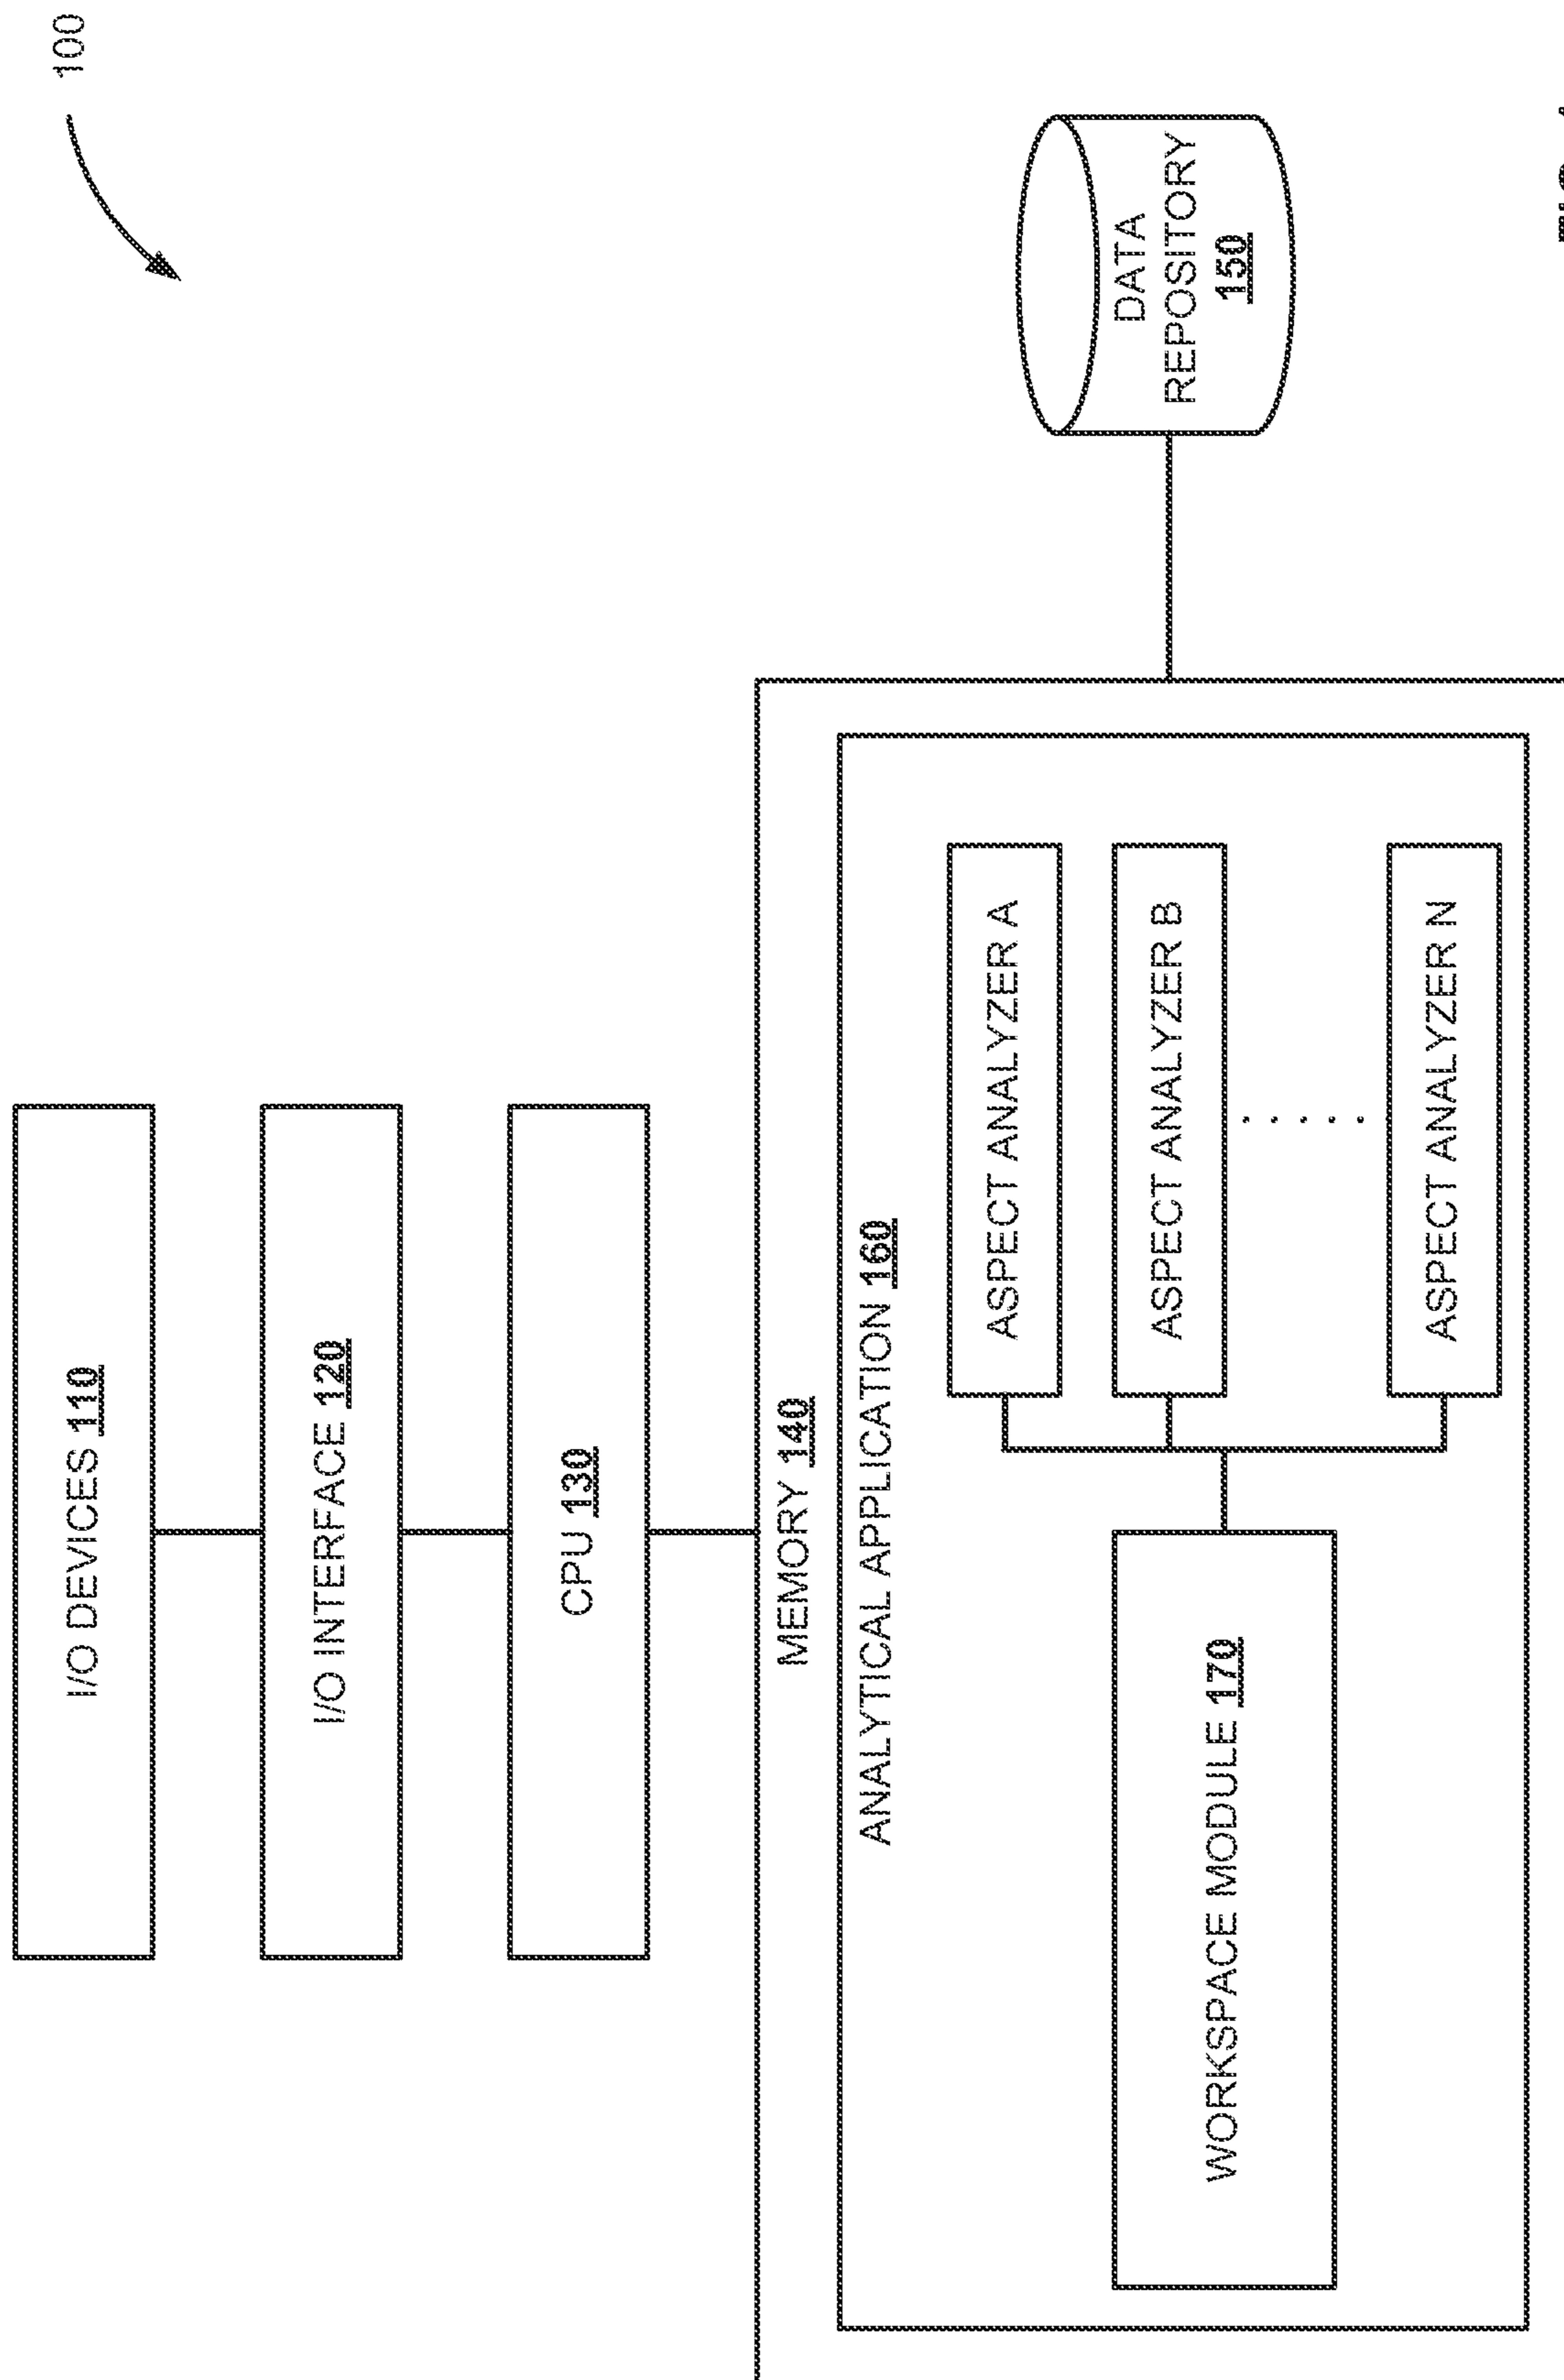 100
I/O DEVICES 110
I/O INTERFACE 120
CPU 130
MEMORY 140
ANALYTICAL APPLICATION 160
WORKSPACE MODULE 170
ASPECT ANALYZER A
ASPECT ANALYZER B
.....
ASPECT ANALYZER N
DATA
REPOSITORY
150